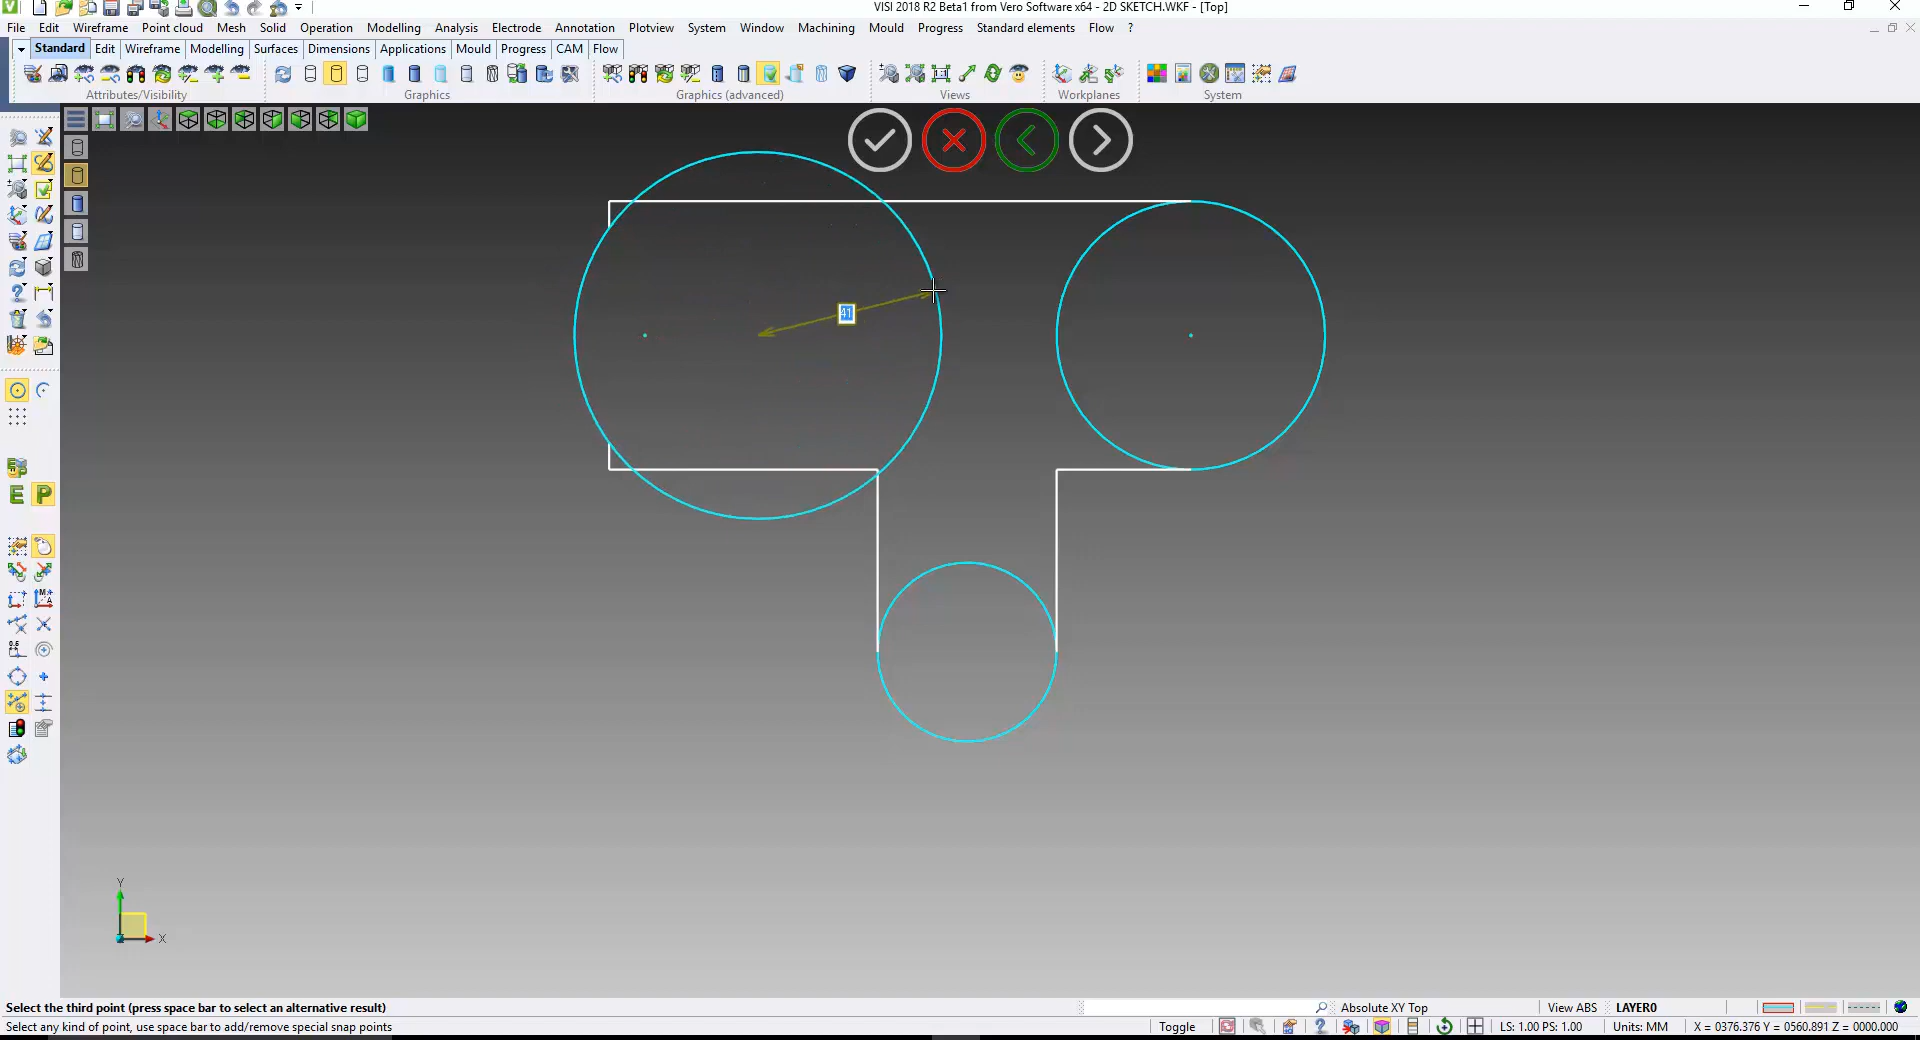 VISI 2018 R2 Beta1 from Vero Software x64 - 2D SKETCH.WKF - [Top]
File Edit Wireframe Point cloud Mesh Solid Operation Modelling Analysis Electrode Annotation Plotview System Window Machining Mould Progress Standard elements Flow ?
Standard Edit Wireframe Modelling Surfaces Dimensions Applications Mould Progress CAM Flow
Attributes/Visibility Graphics Graphics (advanced) Views Workplanes System
41
E P
Y
X
Select the third point (press space bar to select an alternative result) Absolute XY Top View ABS LAYER0
Select any kind of point, use space bar to add/remove special snap points Toggle LS: 1.00 PS: 1.00 Units: MM X = 0376.376 Y = 0560.891 Z = 0000.000